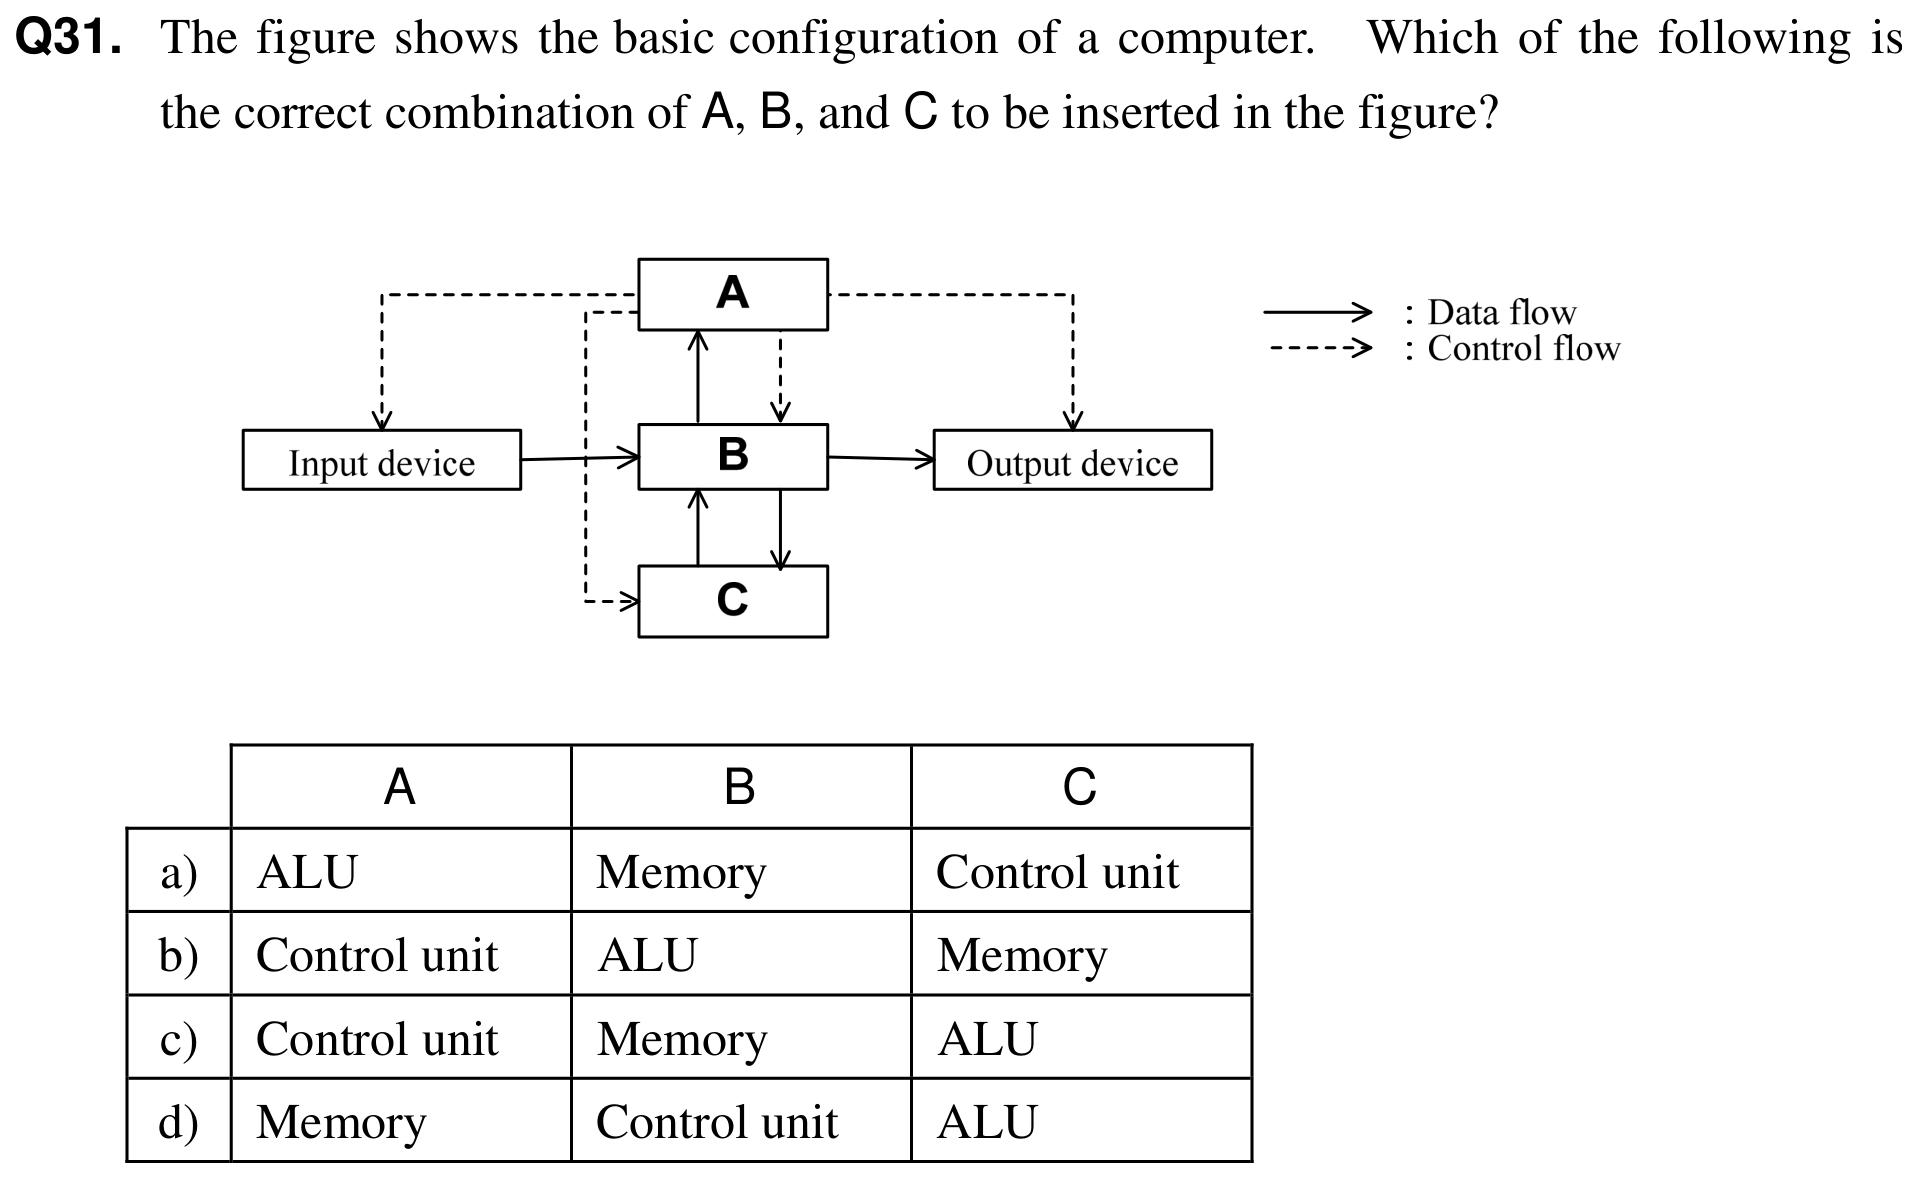 Q31. The figure shows the basic configuration of a computer. Which of the following is
the correct combination of A, B, and C to be inserted in the figure?
A
: Data flow
: Control flow
Input device
B
Output device
C
A B C
a) ALU Memory Control unit
b) Control unit ALU Memory
c) Control unit Memory ALU
d) Memory Control unit ALU